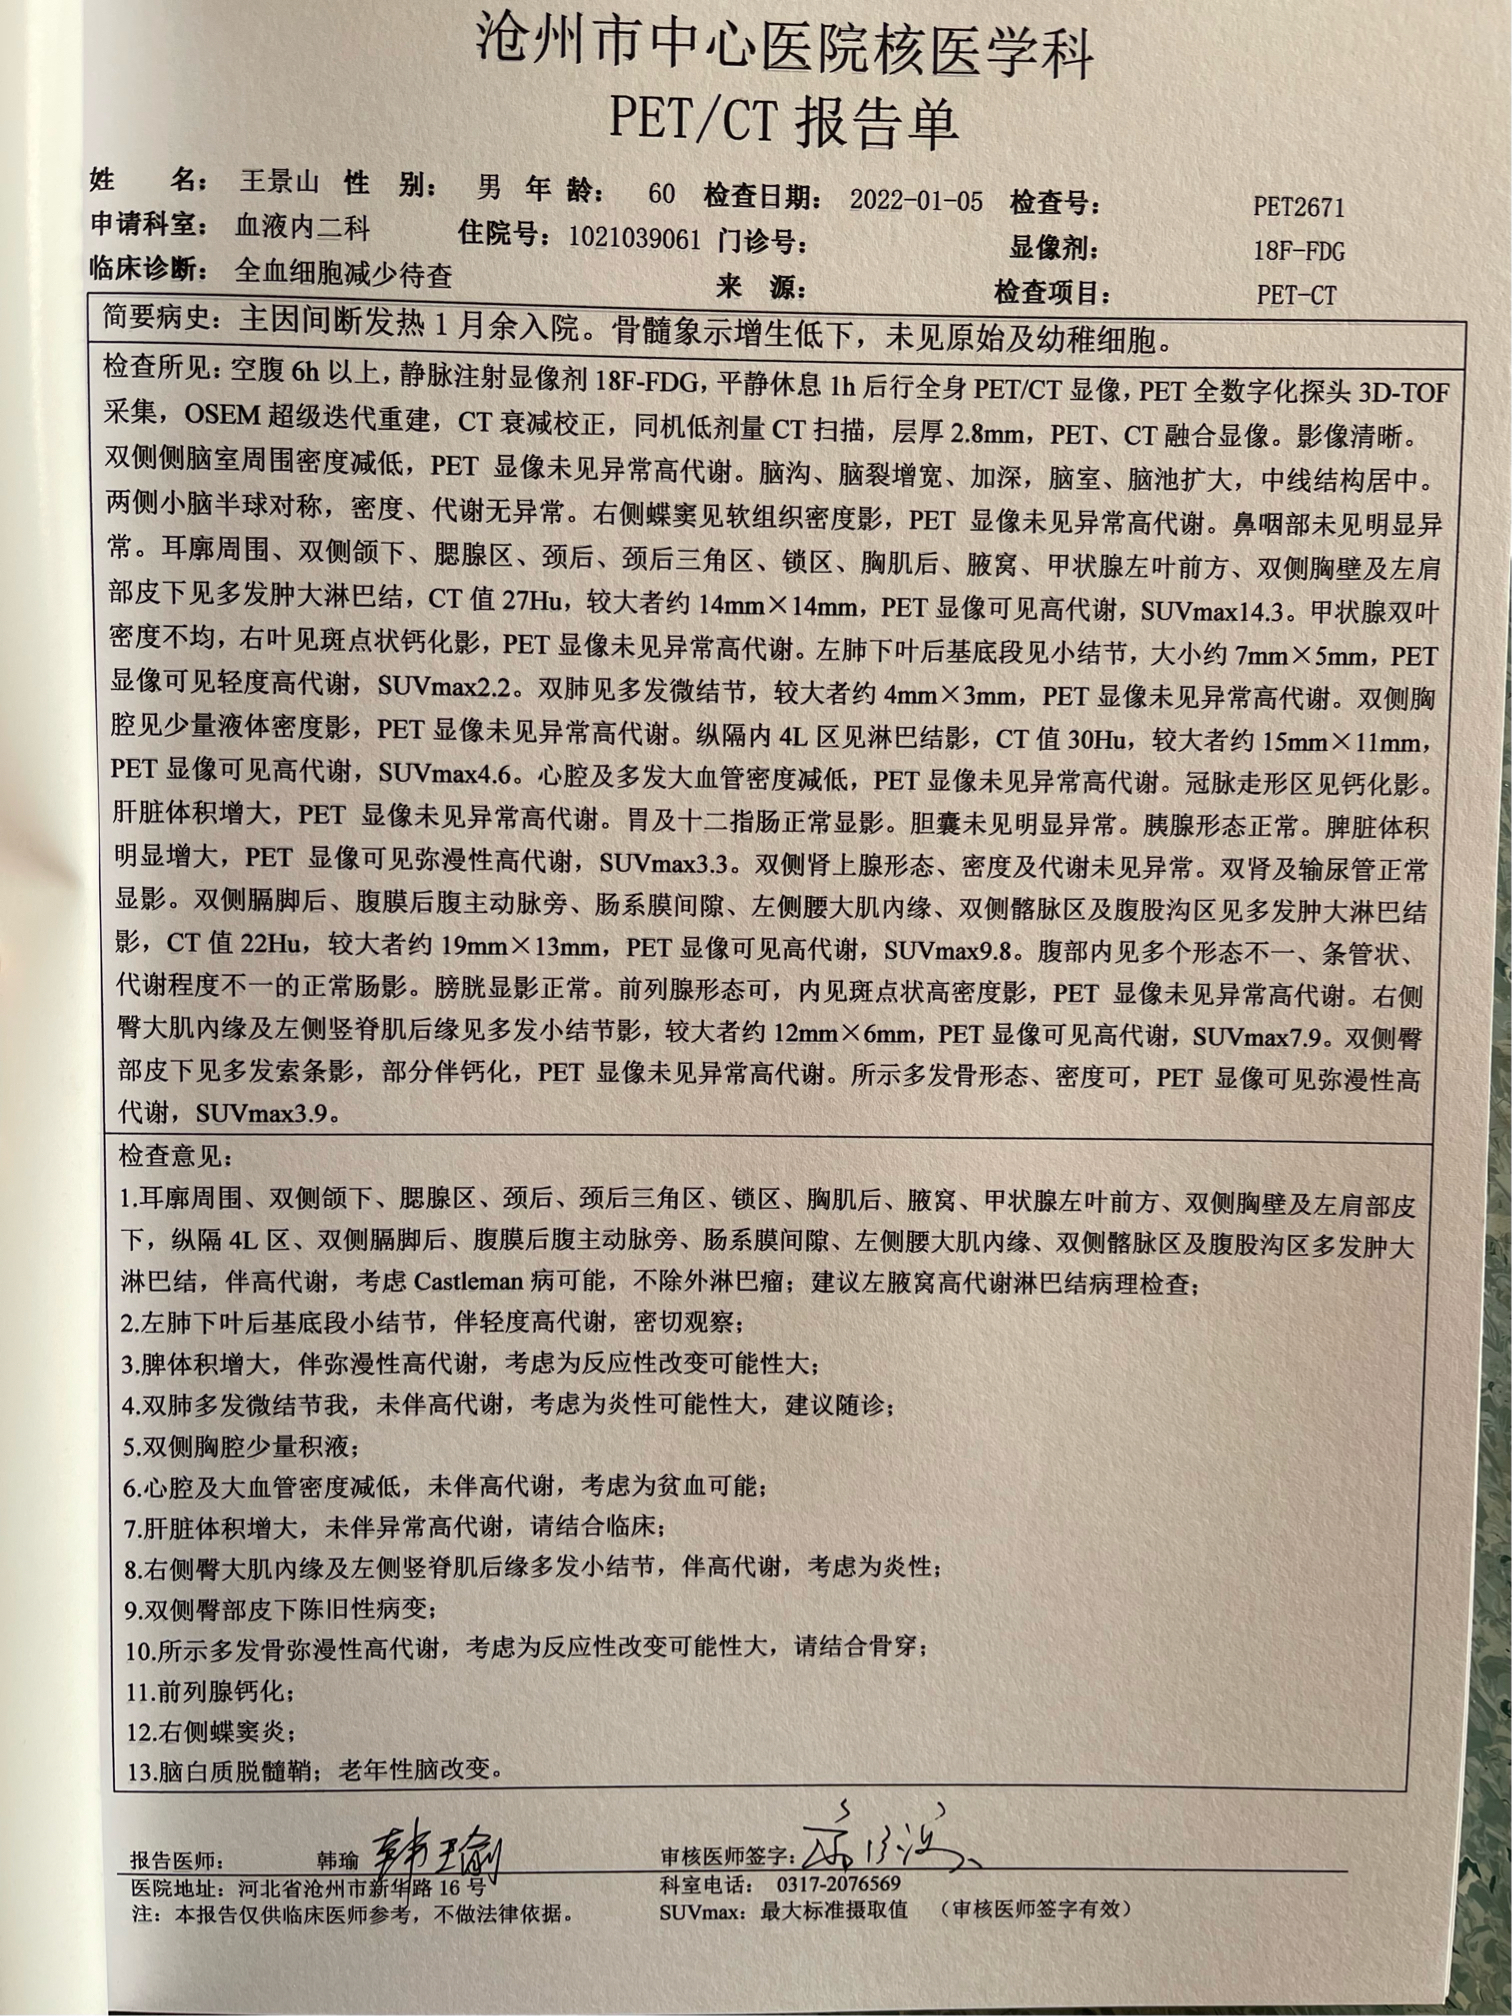 沧州市中心医院核医学科
PET/CT 报告单
姓 名： 王景山 性 别： 男 年 龄： 60 检查日期： 2022-01-05 检查号： PET2671
申请科室： 血液内二科 住院号：1021039061 门诊号： 显像剂： 18F-FDG
临床诊断： 全血细胞减少待查 来 源： 检查项目： PET-CT
简要病史：主因间断发热 1 月余入院。骨髓象示增生低下，未见原始及幼稚细胞。
检查所见：空腹 6h 以上，静脉注射显像剂 18F-FDG，平静休息 1h 后行全身 PET/CT 显像，PET 全数字化探头 3D-TOF
采集，OSEM 超级迭代重建，CT 衰减校正，同机低剂量 CT 扫描，层厚 2.8mm，PET、CT 融合显像。影像清晰。
双侧侧脑室周围密度减低，PET 显像未见异常高代谢。脑沟、脑裂增宽、加深，脑室、脑池扩大，中线结构居中。
两侧小脑半球对称，密度、代谢无异常。右侧蝶窦见软组织密度影，PET 显像未见异常高代谢。鼻咽部未见明显异
常。耳廓周围、双侧颌下、腮腺区、颈后、颈后三角区、锁区、胸肌后、腋窝、甲状腺左叶前方、双侧胸壁及左肩
部皮下见多发肿大淋巴结，CT 值 27Hu，较大者约 14mm×14mm，PET 显像可见高代谢，SUVmax14.3。甲状腺双叶
密度不均，右叶见斑点状钙化影，PET 显像未见异常高代谢。左肺下叶后基底段见小结节，大小约 7mm×5mm，PET
显像可见轻度高代谢，SUVmax2.2。双肺见多发微结节，较大者约 4mm×3mm，PET 显像未见异常高代谢。双侧胸
腔见少量液体密度影，PET 显像未见异常高代谢。纵隔内 4L 区见淋巴结影，CT 值 30Hu，较大者约 15mm×11mm，
PET 显像可见高代谢，SUVmax4.6。心腔及多发大血管密度减低，PET 显像未见异常高代谢。冠脉走形区见钙化影。
肝脏体积增大，PET 显像未见异常高代谢。胃及十二指肠正常显影。胆囊未见明显异常。胰腺形态正常。脾脏体积
明显增大，PET 显像可见弥漫性高代谢，SUVmax3.3。双侧肾上腺形态、密度及代谢未见异常。双肾及输尿管正常
显影。双侧膈脚后、腹膜后腹主动脉旁、肠系膜间隙、左侧腰大肌内缘、双侧髂脉区及腹股沟区见多发肿大淋巴结
影，CT 值 22Hu，较大者约 19mm×13mm，PET 显像可见高代谢，SUVmax9.8。腹部内见多个形态不一、条管状、
代谢程度不一的正常肠影。膀胱显影正常。前列腺形态可，内见斑点状高密度影，PET 显像未见异常高代谢。右侧
臀大肌内缘及左侧竖脊肌后缘见多发小结节影，较大者约 12mm×6mm，PET 显像可见高代谢，SUVmax7.9。双侧臀
部皮下见多发索条影，部分伴钙化，PET 显像未见异常高代谢。所示多发骨形态、密度可，PET 显像可见弥漫性高
代谢，SUVmax3.9。
检查意见：
1.耳廓周围、双侧颌下、腮腺区、颈后、颈后三角区、锁区、胸肌后、腋窝、甲状腺左叶前方、双侧胸壁及左肩部皮
下，纵隔 4L 区、双侧膈脚后、腹膜后腹主动脉旁、肠系膜间隙、左侧腰大肌内缘、双侧髂脉区及腹股沟区多发肿大
淋巴结，伴高代谢，考虑 Castleman 病可能，不除外淋巴瘤；建议左腋窝高代谢淋巴结病理检查；
2.左肺下叶后基底段小结节，伴轻度高代谢，密切观察；
3.脾体积增大，伴弥漫性高代谢，考虑为反应性改变可能性大；
4.双肺多发微结节我，未伴高代谢，考虑为炎性可能性大，建议随诊；
5.双侧胸腔少量积液；
6.心腔及大血管密度减低，未伴高代谢，考虑为贫血可能；
7.肝脏体积增大，未伴异常高代谢，请结合临床；
8.右侧臀大肌内缘及左侧竖脊肌后缘多发小结节，伴高代谢，考虑为炎性；
9.双侧臀部皮下陈旧性病变；
10.所示多发骨弥漫性高代谢，考虑为反应性改变可能性大，请结合骨穿；
11.前列腺钙化；
12.右侧蝶窦炎；
13.脑白质脱髓鞘；老年性脑改变。
报告医师： 韩瑜 韩瑜 审核医师签字：
医院地址：河北省沧州市新华路 16 号 科室电话： 0317-2076569
注：本报告仅供临床医师参考，不做法律依据。 SUVmax：最大标准摄取值 （审核医师签字有效）